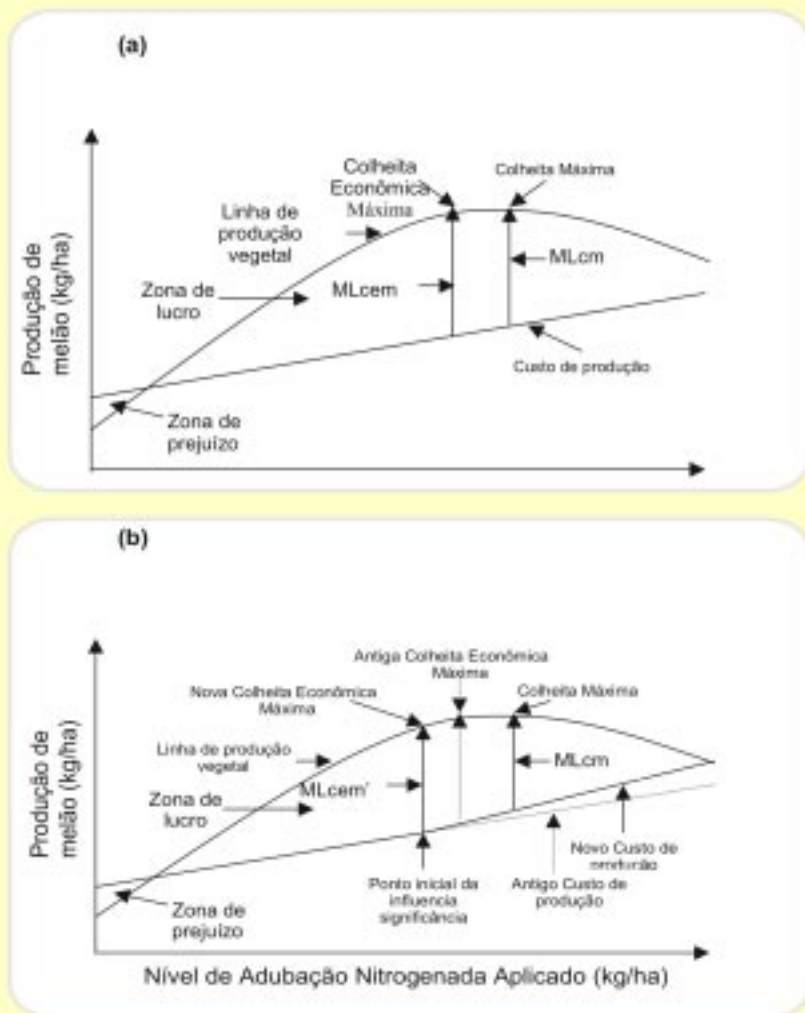 (a)
Produção de
melão (kg/ha)
Colheita
Econômica
Máxima
Colheita Máxima
Linha de
produção
vegetal
Zona de
lucro
MLcem
MLcm
Custo de produção
Zona de
prejuízo
(b)
Produção de
melão (kg/ha)
Antiga Colheita Econômica
Máxima
Nova Colheita Econômica
Máxima
Colheita Máxima
Linha de produção
vegetal
Zona de
lucro
MLcem'
MLcm
Novo Custo de
produção
Ponto inicial da
influencia
significância
Antigo Custo de
produção
Zona de
prejuízo
Nível de Adubação Nitrogenada Aplicado (kg/ha)